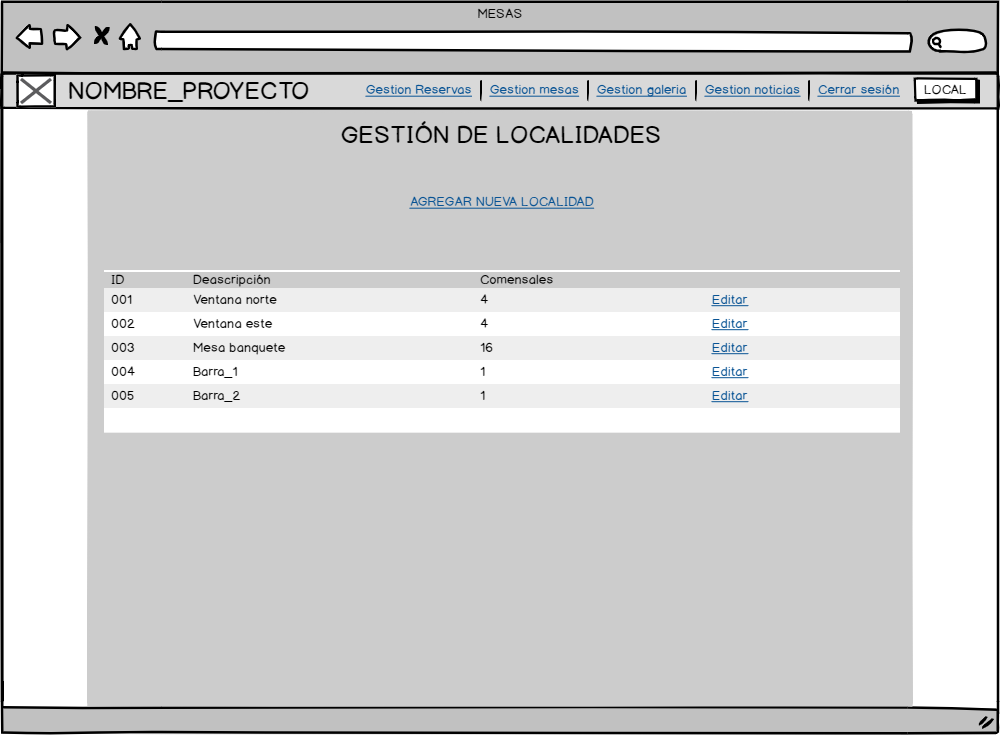 MESAS
NOMBRE_PROYECTO Gestion Reservas Gestion mesas Gestion galeria Gestion noticias Cerrar sesión LOCAL
GESTIÓN DE LOCALIDADES
AGREGAR NUEVA LOCALIDAD
ID Deascripción Comensales
001 Ventana norte 4 Editar
002 Ventana este 4 Editar
003 Mesa banquete 16 Editar
004 Barra_1 1 Editar
005 Barra_2 1 Editar